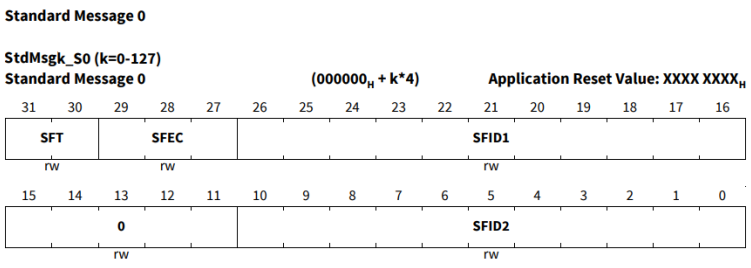 Standard Message 0
StdMsgk_S0 (k=0-127)
Standard Message 0 (000000H + k*4) Application Reset Value: XXXX XXXXH
31 30 29 28 27 26 25 24 23 22 21 20 19 18 17 16
SFT SFEC SFID1
rw rw rw
15 14 13 12 11 10 9 8 7 6 5 4 3 2 1 0
0 SFID2
rw rw